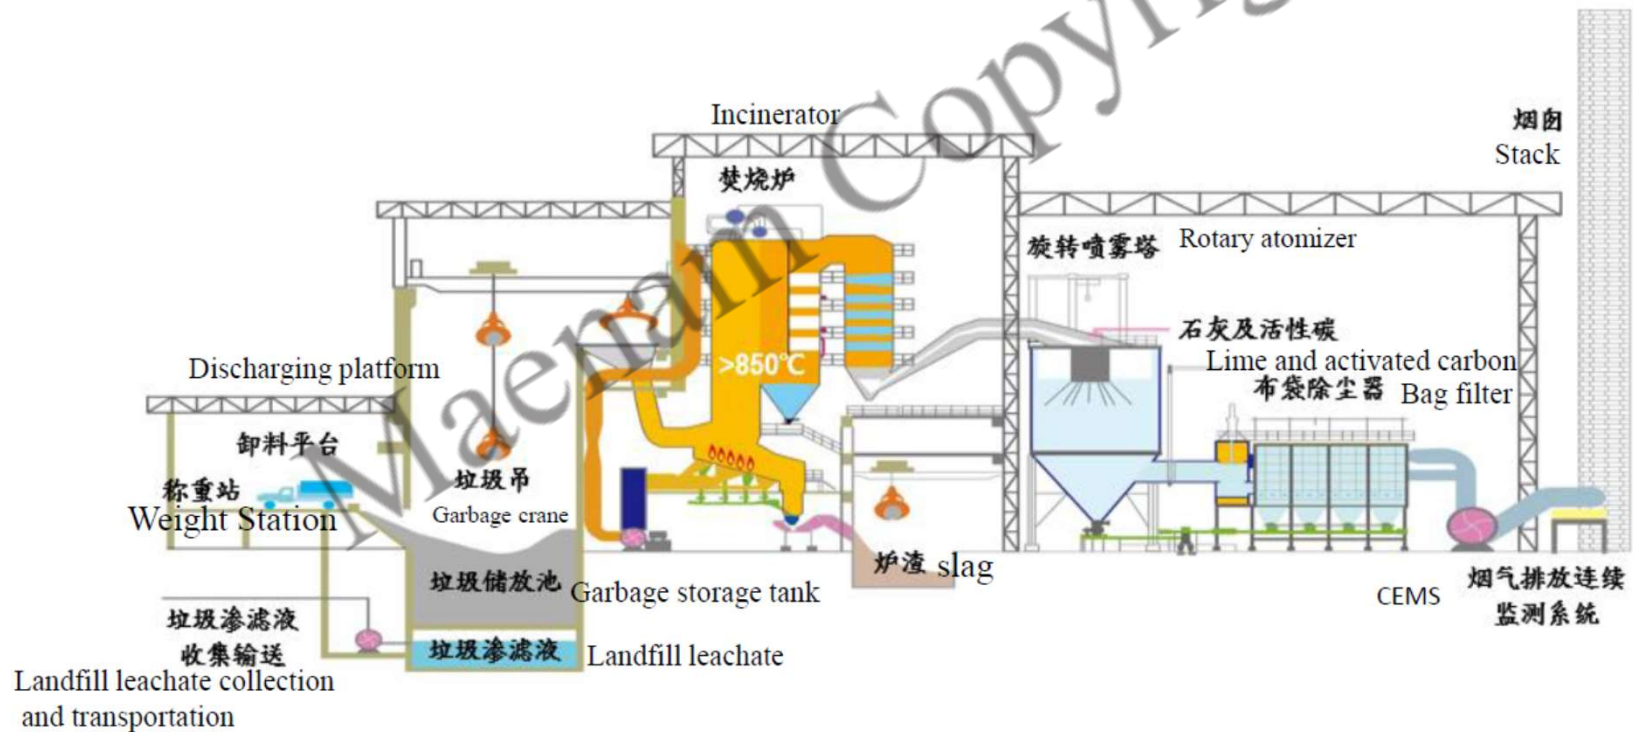 Incinerator
焚烧炉
烟囱
Stack
旋转喷雾塔
Rotary atomizer
石灰及活性碳
Lime and activated carbon
布袋除尘器
Bag filter
>850℃
Discharging platform
卸料平台
称重站
Weight Station
垃圾吊
Garbage crane
炉渣
slag
垃圾储放池
Garbage storage tank
垃圾渗滤液
收集输送
Landfill leachate collection
and transportation
垃圾渗滤液
Landfill leachate
CEMS
烟气排放连续
监测系统
Maenam